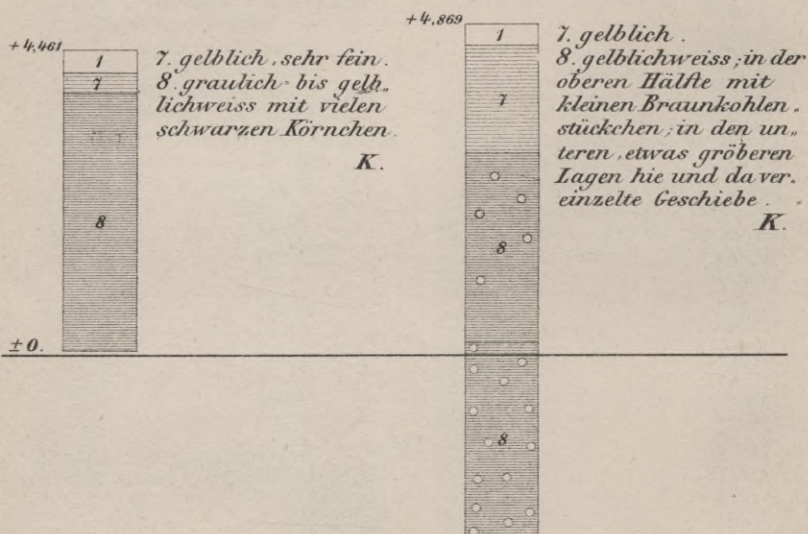 +4,461
1
7
8
7. gelblich, sehr fein.
8. graulich- bis gelb-
lichweiss mit vielen
schwarzen Körnchen.
K.
± 0.
+4,869
1
7
8
8
7. gelblich.
8. gelblichweiss; in der
oberen Hälfte mit
kleinen Braunkohlen-
stückchen; in den un-
teren, etwas gröberen
Lagen hie und da ver-
einzelte Geschiebe.
K.